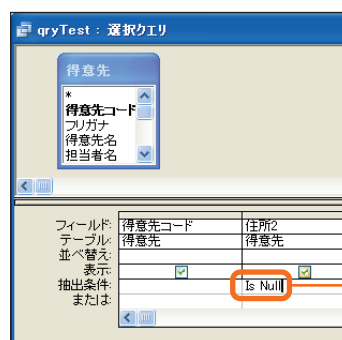 qryTest : 選択クエリ
得意先
*
得意先コード
フリガナ
得意先名
担当者名
フィールド: 得意先コード 住所2
テーブル: 得意先 得意先
並べ替え:
表示:
抽出条件: Is Null
または: